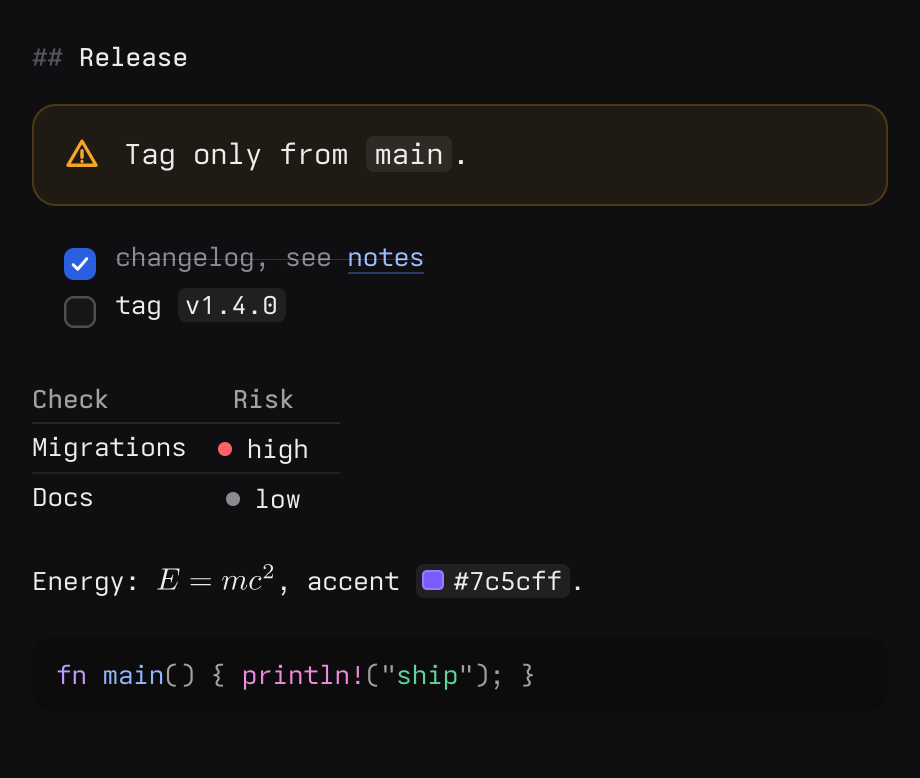 ## Release
Tag only from main.
changelog, see notes
tag v1.4.0
Check Risk
Migrations high
Docs low
Energy: E = mc², accent #7c5cff.
fn main() { println!("ship"); }